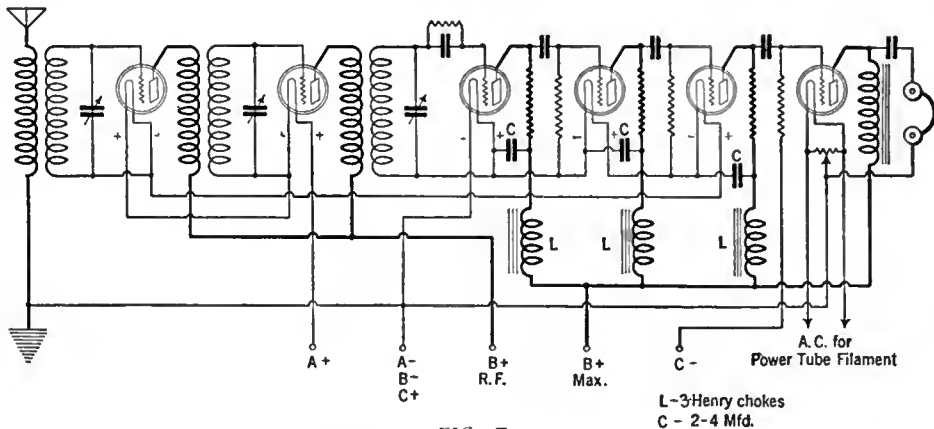 +
-
-
+
-
+
-
+
-
+
C
C
C
L
L
L
A +
A-
B-
C+
B+
R.F.
B+
Max.
C -
A.C. for
Power Tube Filament
L-3-Henry chokes
C - 2-4 Mfd.